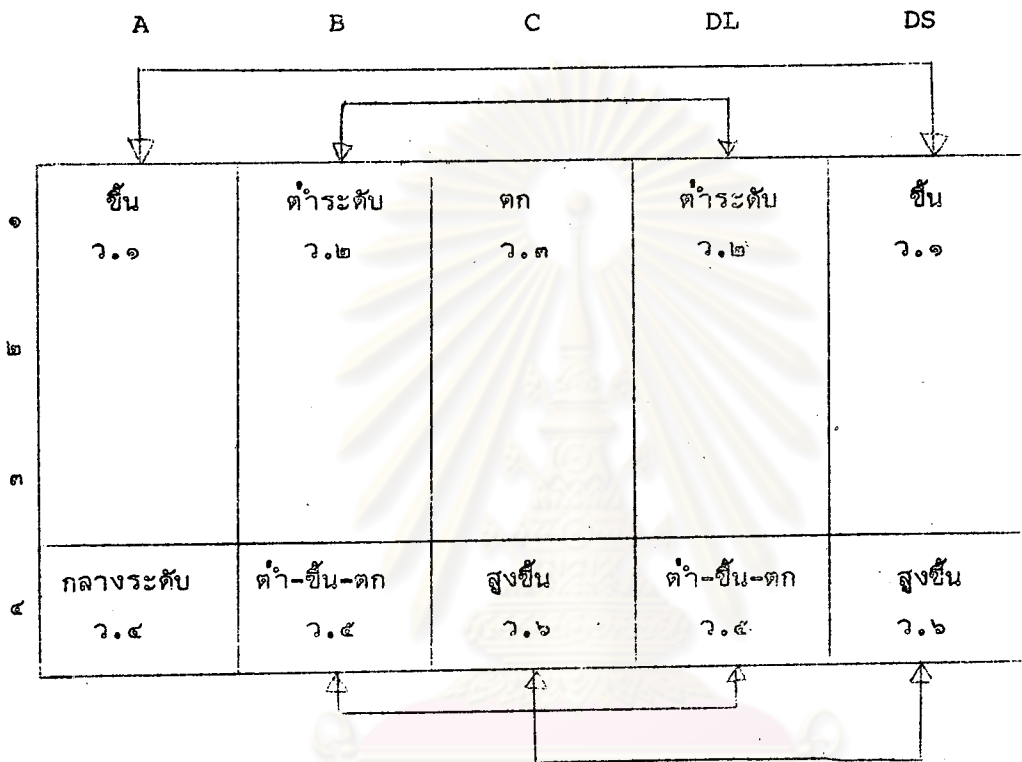 A B C DL DS
๑ ขึ้น ต่ำระดับ ตก ต่ำระดับ ขึ้น
ว.๑ ว.๒ ว.๓ ว.๒ ว.๑
๒
๓
กลางระดับ ต่ำ-ขึ้น-ตก สูงขึ้น ต่ำ-ขึ้น-ตก สูงขึ้น
๔ ว.๔ ว.๕ ว.๖ ว.๕ ว.๖